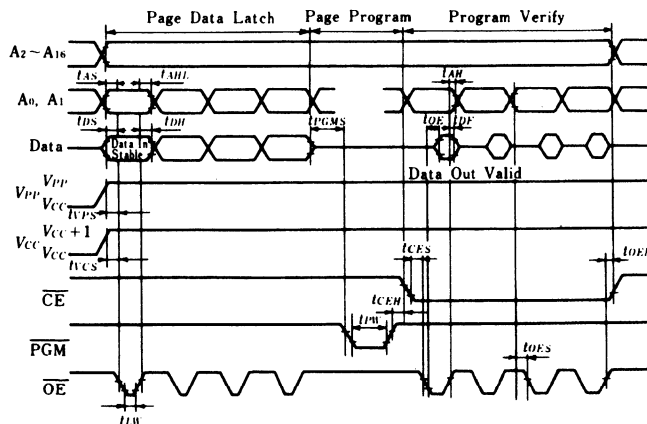 Page Data Latch Page Program Program Verify
A2~A16
tAS tAHL tAH
A0, A1
tDS tDH tPGMS tOE tDF
Data
Data In
Stable
Data Out Valid
VPP
VPP
VCC
tVPS
VCC + 1
VCC
VCC
tVCS
tCES tOEH
CE
tCEH
tPW
PGM
tOES
OE
tLW